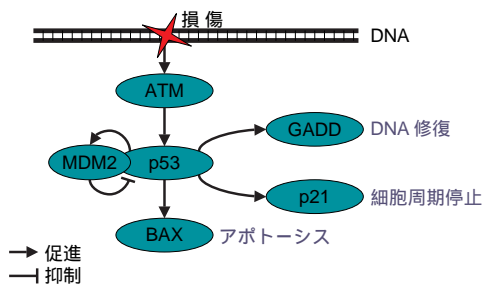 損傷
DNA
ATM
GADD
DNA 修復
MDM2
p53
p21
細胞周期停止
BAX
アポトーシス
促進
抑制